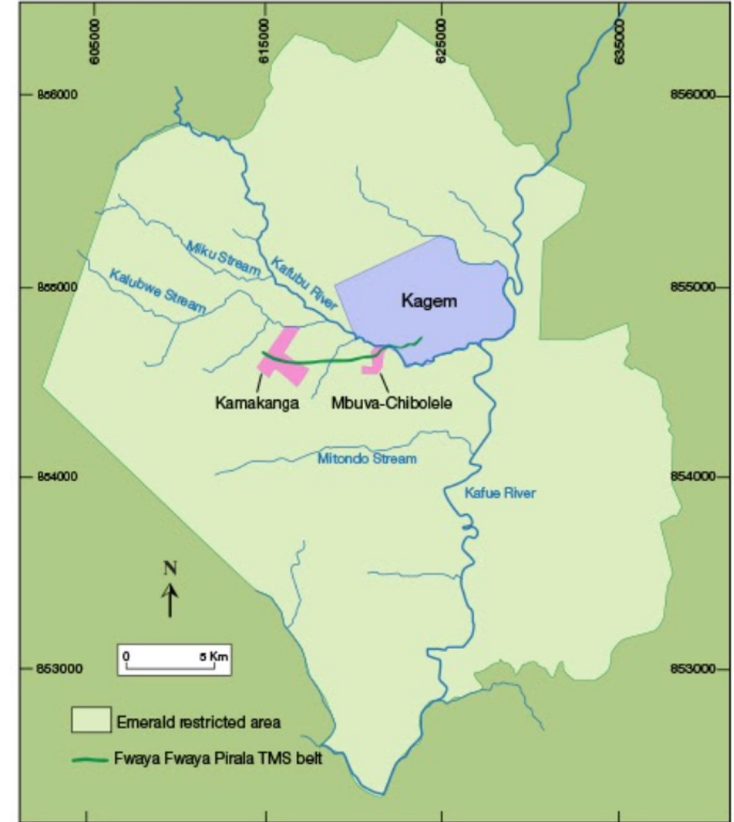 605000
615000
625000
635000
856000
856000
Miku Stream
Kafubu River
Kalubwe Stream
855000
855000
Kagem
Kamakanga
Mbuva-Chibolele
Mitondo Stream
854000
854000
Kafue River
N
0 5 Km
853000
853000
Emerald restricted area
Fwaya Fwaya Pirala TMS belt